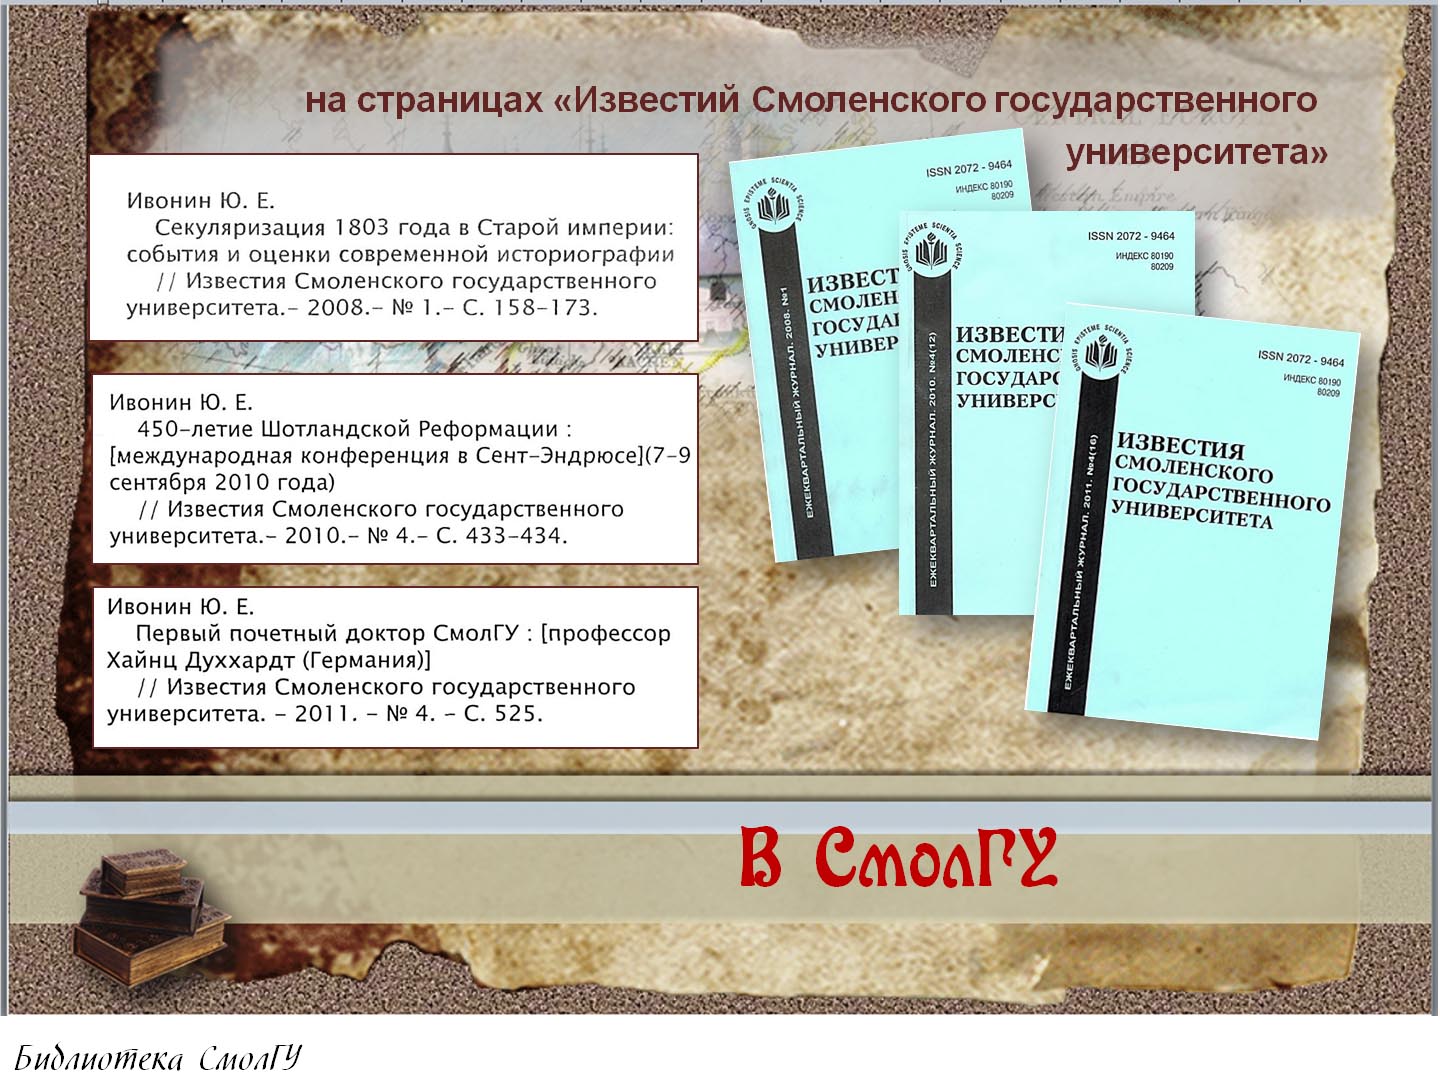 на страницах «Известий Смоленского государственного
университета»
Ивонин Ю. Е.
Секуляризация 1803 года в Старой империи:
события и оценки современной историографии
// Известия Смоленского государственного
университета.- 2008.- № 1.- С. 158-173.
Ивонин Ю. Е.
450-летие Шотландской Реформации :
[международная конференция в Сент-Эндрюсе](7-9
сентября 2010 года)
// Известия Смоленского государственного
университета.- 2010.- № 4.- С. 433-434.
Ивонин Ю. Е.
Первый почетный доктор СмолГУ : [профессор
Хайнц Духхардт (Германия)]
// Известия Смоленского государственного
университета. - 2011. - № 4. - С. 525.
GNOSIS EPISTEME SCIENTIA SCIENCE
ISSN 2072 - 9464
ИНДЕКС 80190
80209
ИЗВЕСТ
СМОЛЕН
ГОСУДА
УНИВЕР
ЕЖЕКВАРТАЛЬНЫЙ ЖУРНАЛ. 2008. №1
GNOSIS EPISTEME SCIENTIA SCIENCE
ISSN 2072 - 9464
ИНДЕКС 80190
80209
ИЗВЕСТИ
СМОЛЕНС
ГОСУДАРС
УНИВЕРС
ЕЖЕКВАРТАЛЬНЫЙ ЖУРНАЛ. 2010. №4(12)
GNOSIS EPISTEME SCIENTIA SCIENCE
ISSN 2072 - 9464
ИНДЕКС 80190
80209
ИЗВЕСТИЯ
СМОЛЕНСКОГО
ГОСУДАРСТВЕННОГО
УНИВЕРСИТЕТА
ЕЖЕКВАРТАЛЬНЫЙ ЖУРНАЛ. 2011. №4(16)
В СмолГУ
Библиотека СмолГУ